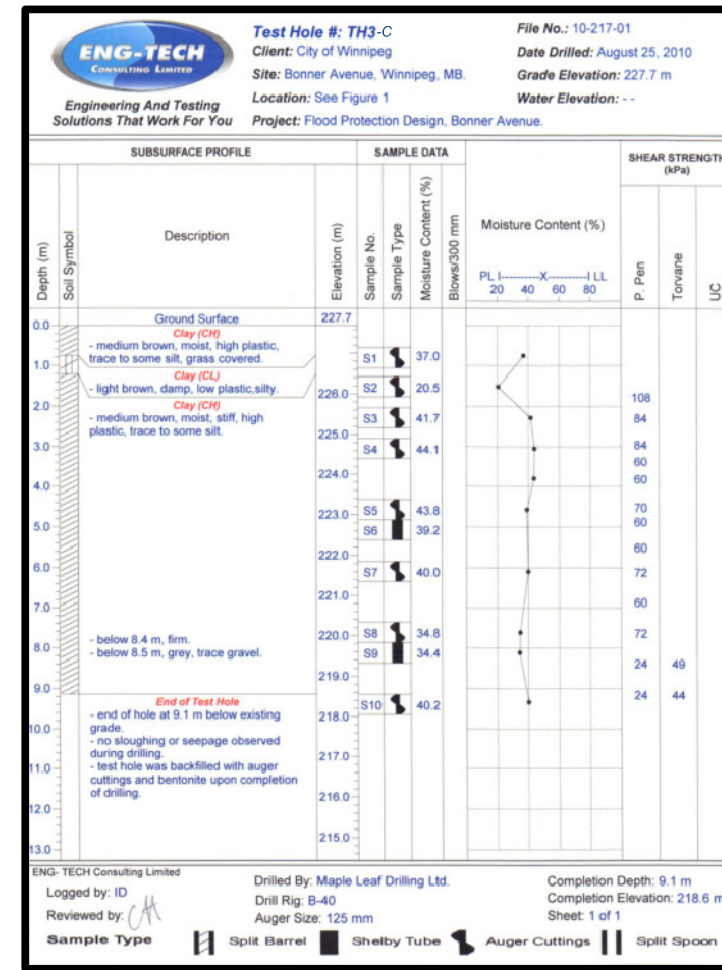 ENG-TECH
CONSULTING LIMITED
Engineering And Testing
Solutions That Work For You
Test Hole #: TH3-C
Client: City of Winnipeg
Site: Bonner Avenue, Winnipeg, MB.
Location: See Figure 1
Project: Flood Protection Design, Bonner Avenue.
File No.: 10-217-01
Date Drilled: August 25, 2010
Grade Elevation: 227.7 m
Water Elevation: - -
SUBSURFACE PROFILE
SAMPLE DATA
SHEAR STRENGTH
(kPa)
Depth (m)
Soil Symbol
Description
Elevation (m)
Sample No.
Sample Type
Moisture Content (%)
Blows/300 mm
Moisture Content (%)
PL I----------X----------I LL
20 40 60 80
P. Pen
Torvane
UC
0.0 Ground Surface 227.7
Clay (CH)
- medium brown, moist, high plastic,
trace to some silt, grass covered.
1.0 S1 37.0
Clay (CL)
- light brown, damp, low plastic,silty.
226.0 S2 20.5 108
Clay (CH)
2.0 - medium brown, moist, stiff, high
plastic, trace to some silt.
S3 41.7 84
225.0
3.0 S4 44.1 84
60
224.0 60
4.0
223.0 S5 43.8 70
5.0 S6 39.2 60
222.0 60
6.0 S7 40.0 72
221.0 60
7.0
220.0 S8 34.8 72
- below 8.4 m, firm.
8.0 - below 8.5 m, grey, trace gravel.
S9 34.4 24 49
219.0
9.0 24 44
End of Test Hole
S10 40.2
- end of hole at 9.1 m below existing
grade.
218.0
10.0 - no sloughing or seepage observed
during drilling.
217.0
11.0 - test hole was backfilled with auger
cuttings and bentonite upon completion
of drilling.
216.0
12.0
215.0
13.0
ENG- TECH Consulting Limited
Logged by: ID
Reviewed by:
Drilled By: Maple Leaf Drilling Ltd.
Drill Rig: B-40
Auger Size: 125 mm
Completion Depth: 9.1 m
Completion Elevation: 218.6 m
Sheet: 1 of 1
Sample Type Split Barrel Shelby Tube Auger Cuttings Split Spoon